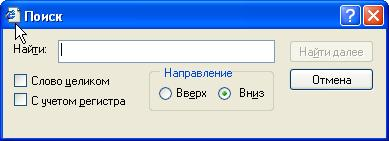 Поиск
Найти:
Найти далее
Слово целиком
С учетом регистра
Направление
Вверх
Вниз
Отмена